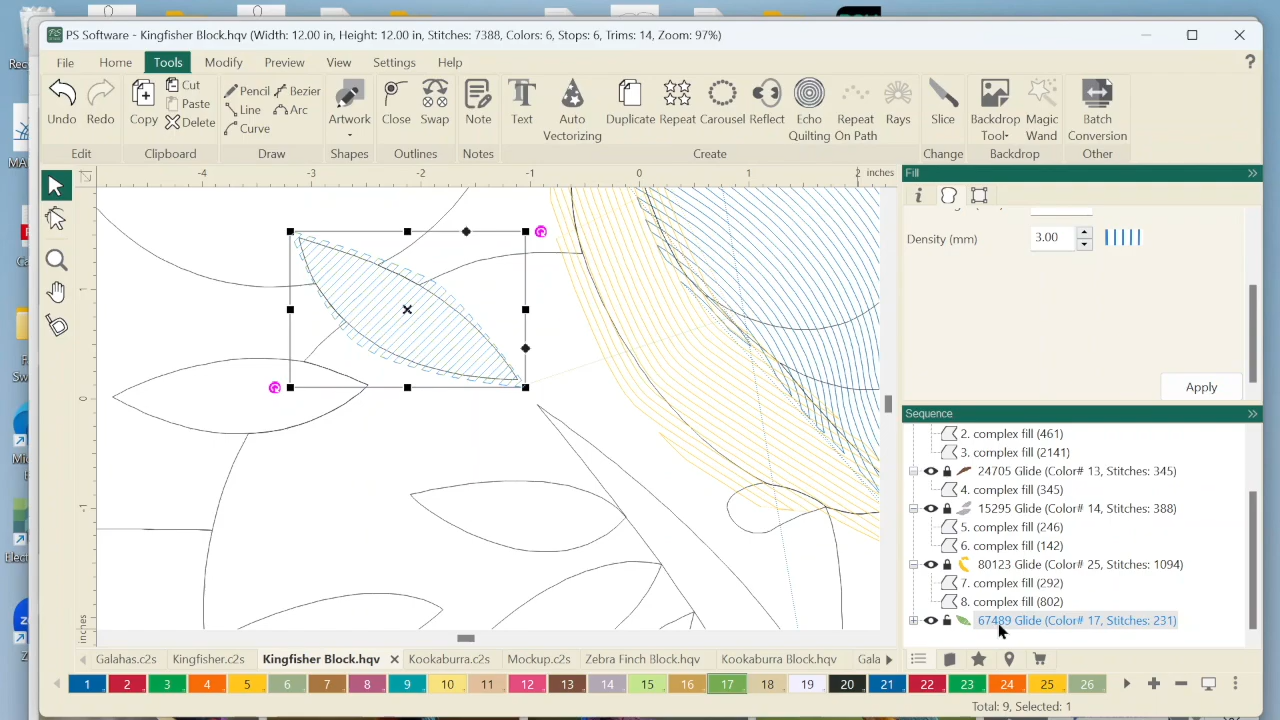 PS Software - Kingfisher Block.hqv (Width: 12.00 in, Height: 12.00 in, Stitches: 7388, Colors: 6, Stops: 6, Trims: 14, Zoom: 97%)
File Home Tools Modify Preview View Settings Help ?
Undo Redo Copy Cut Paste Delete Pencil Bezier Line Arc Curve Artwork Close Swap Note Text Auto Vectorizing Duplicate Repeat Carousel Reflect Echo Quilting Repeat On Path Rays Slice Backdrop Tool Magic Wand Batch Conversion
Edit Clipboard Draw Shapes Outlines Notes Create Change Backdrop Other
-4 -3 -2 -1 0 1 2 inches
Fill
Density (mm) 3.00
1
0
-1
inches
Apply
Sequence
2. complex fill (461)
3. complex fill (2141)
24705 Glide (Color# 13, Stitches: 345)
4. complex fill (345)
15295 Glide (Color# 14, Stitches: 388)
5. complex fill (246)
6. complex fill (142)
80123 Glide (Color# 25, Stitches: 1094)
7. complex fill (292)
8. complex fill (802)
67489 Glide (Color# 17, Stitches: 231)
Galahas.c2s Kingfisher.c2s Kingfisher Block.hqv Kookaburra.c2s Mockup.c2s Zebra Finch Block.hqv Kookaburra Block.hqv Gala
1 2 3 4 5 6 7 8 9 10 11 12 13 14 15 16 17 18 19 20 21 22 23 24 25 26
Total: 9, Selected: 1